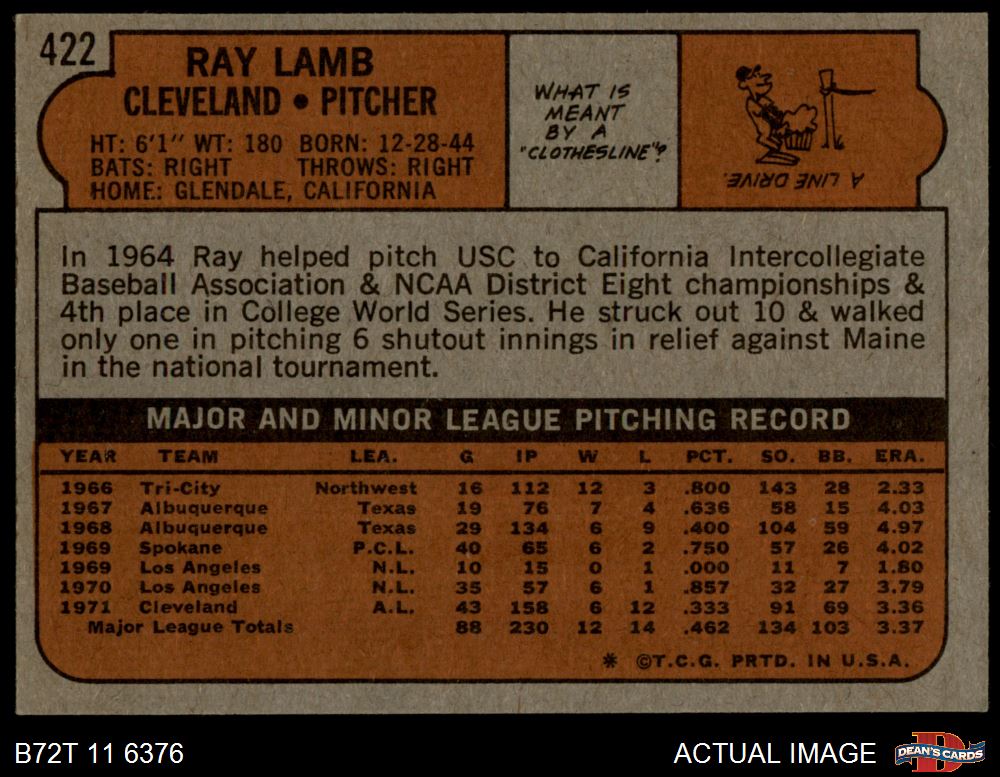 422
RAY LAMB
CLEVELAND • PITCHER
HT: 6'1" WT: 180 BORN: 12-28-44
BATS: RIGHT THROWS: RIGHT
HOME: GLENDALE, CALIFORNIA
WHAT IS
MEANT
BY A
"CLOTHESLINE"?
A LINE DRIVE.
In 1964 Ray helped pitch USC to California Intercollegiate
Baseball Association & NCAA District Eight championships &
4th place in College World Series. He struck out 10 & walked
only one in pitching 6 shutout innings in relief against Maine
in the national tournament.
MAJOR AND MINOR LEAGUE PITCHING RECORD
YEAR TEAM LEA. G IP W L PCT. SO. BB. ERA.
1966 Tri-City Northwest 16 112 12 3 .800 143 28 2.33
1967 Albuquerque Texas 19 76 7 4 .636 58 15 4.03
1968 Albuquerque Texas 29 134 6 9 .400 104 59 4.97
1969 Spokane P.C.L. 40 65 6 2 .750 57 26 4.02
1969 Los Angeles N.L. 10 15 0 1 .000 11 7 1.80
1970 Los Angeles N.L. 35 57 6 1 .857 32 27 3.79
1971 Cleveland A.L. 43 158 6 12 .333 91 69 3.36
Major League Totals 88 230 12 14 .462 134 103 3.37
* ©T.C.G. PRTD. IN U.S.A.
B72T 11 6376
ACTUAL IMAGE
D
DEAN'S CARDS